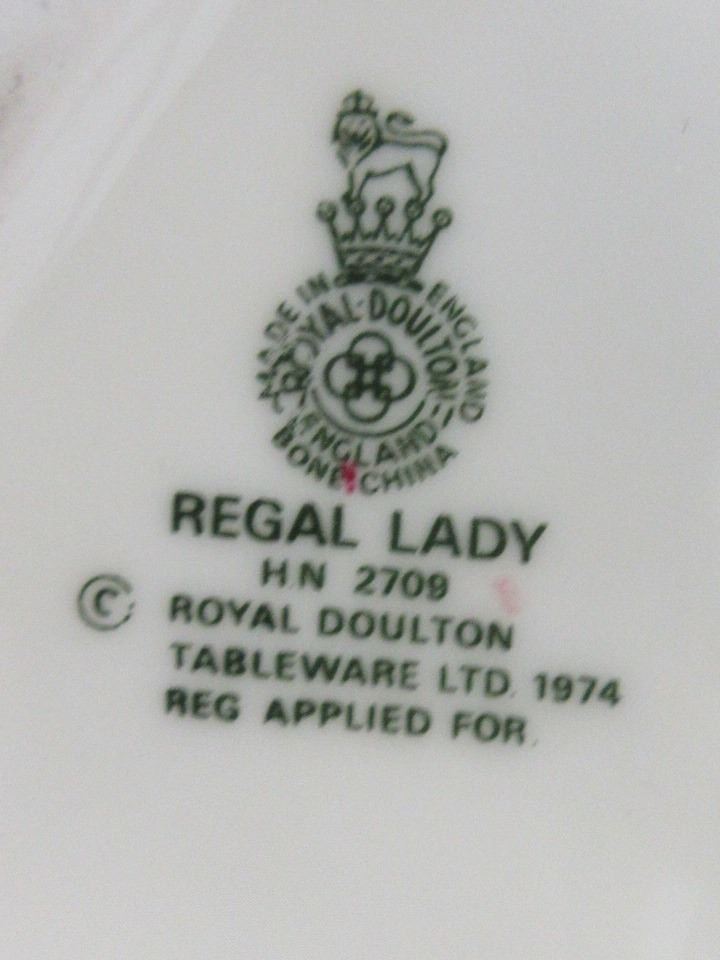 MADE IN ENGLAND
ROYAL·DOULTON
ENGLAND
BONE CHINA
REGAL LADY
HN 2709
© ROYAL DOULTON
TABLEWARE LTD. 1974
REG APPLIED FOR.